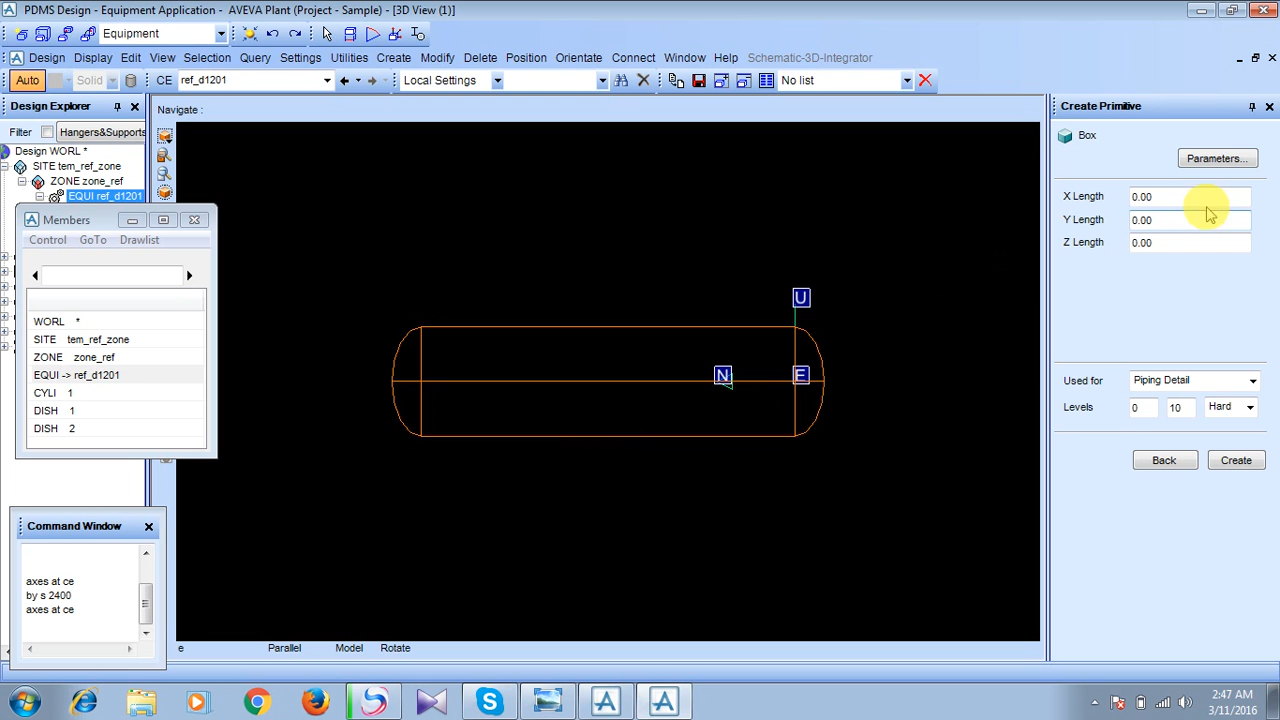 PDMS Design - Equipment Application - AVEVA Plant (Project - Sample) - [3D View (1)]
Equipment
Design Display Edit View Selection Query Settings Utilities Create Modify Delete Position Orientate Connect Window Help Schematic-3D-Integrator
Auto Solid CE ref_d1201 Local Settings No list
Design Explorer
Filter Hangers&Supports
Design WORL *
SITE tem_ref_zone
ZONE zone_ref
EQUI ref_d1201
Members
Control GoTo Drawlist
WORL *
SITE tem_ref_zone
ZONE zone_ref
EQUI -> ref_d1201
CYLI 1
DISH 1
DISH 2
Command Window
axes at ce
by s 2400
axes at ce
Navigate :
U
N E
e Parallel Model Rotate
Create Primitive
Box
Parameters...
X Length 0.00
Y Length 0.00
Z Length 0.00
Used for Piping Detail
Levels 0 10 Hard
Back Create
2:47 AM
3/11/2016